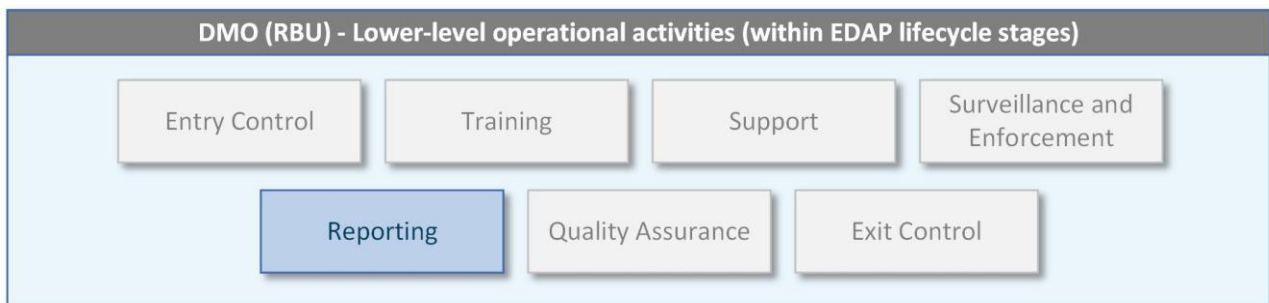 DMO (RBU) - Lower-level operational activities (within EDAP lifecycle stages)
Entry Control
Training
Support
Surveillance and
Enforcement
Reporting
Quality Assurance
Exit Control